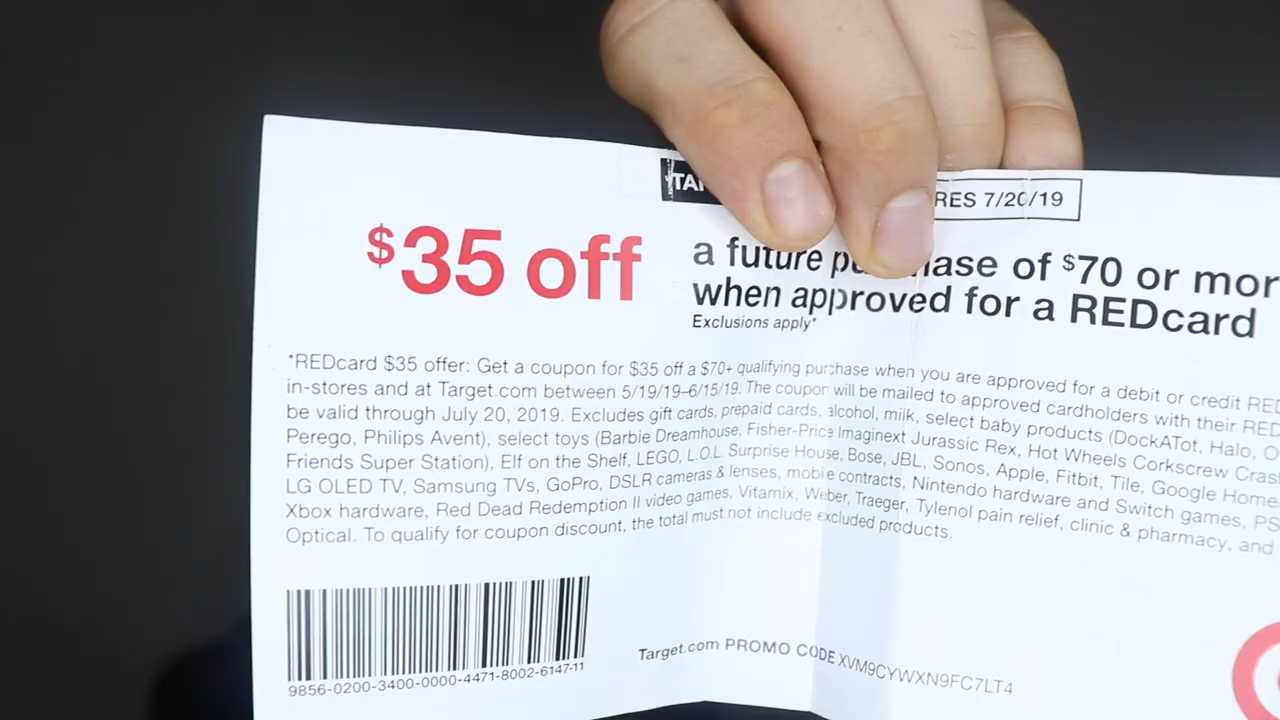 TAR
RES 7/20/19
$35 off
a future purchase of $70 or mor
when approved for a REDcard
Exclusions apply*
*REDcard $35 offer: Get a coupon for $35 off a $70+ qualifying purchase when you are approved for a debit or credit RED
in-stores and at Target.com between 5/19/19–6/15/19. The coupon will be mailed to approved cardholders with their RED
be valid through July 20, 2019. Excludes gift cards, prepaid cards, alcohol, milk, select baby products (DockATot, Halo, O
Perego, Philips Avent), select toys (Barbie Dreamhouse, Fisher-Price Imaginext Jurassic Rex, Hot Wheels Corkscrew Cras
Friends Super Station), Elf on the Shelf, LEGO, L.O.L. Surprise House, Bose, JBL, Sonos, Apple, Fitbit, Tile, Google Home
LG OLED TV, Samsung TVs, GoPro, DSLR cameras & lenses, mobile contracts, Nintendo hardware and Switch games, PS
Xbox hardware, Red Dead Redemption II video games, Vitamix, Weber, Traeger, Tylenol pain relief, clinic & pharmacy, and
Optical. To qualify for coupon discount, the total must not include excluded products.
9856-0200-3400-0000-4471-8002-6147-11
Target.com PROMO CODE XVM9CYWXN9FC7LT4